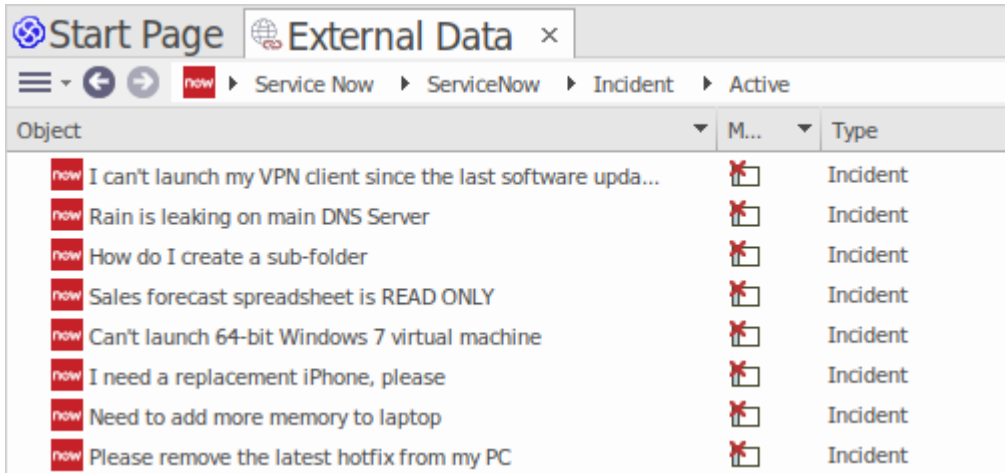 Start Page External Data ×
now Service Now ServiceNow Incident Active
Object M... Type
now I can't launch my VPN client since the last software upda... Incident
now Rain is leaking on main DNS Server Incident
now How do I create a sub-folder Incident
now Sales forecast spreadsheet is READ ONLY Incident
now Can't launch 64-bit Windows 7 virtual machine Incident
now I need a replacement iPhone, please Incident
now Need to add more memory to laptop Incident
now Please remove the latest hotfix from my PC Incident